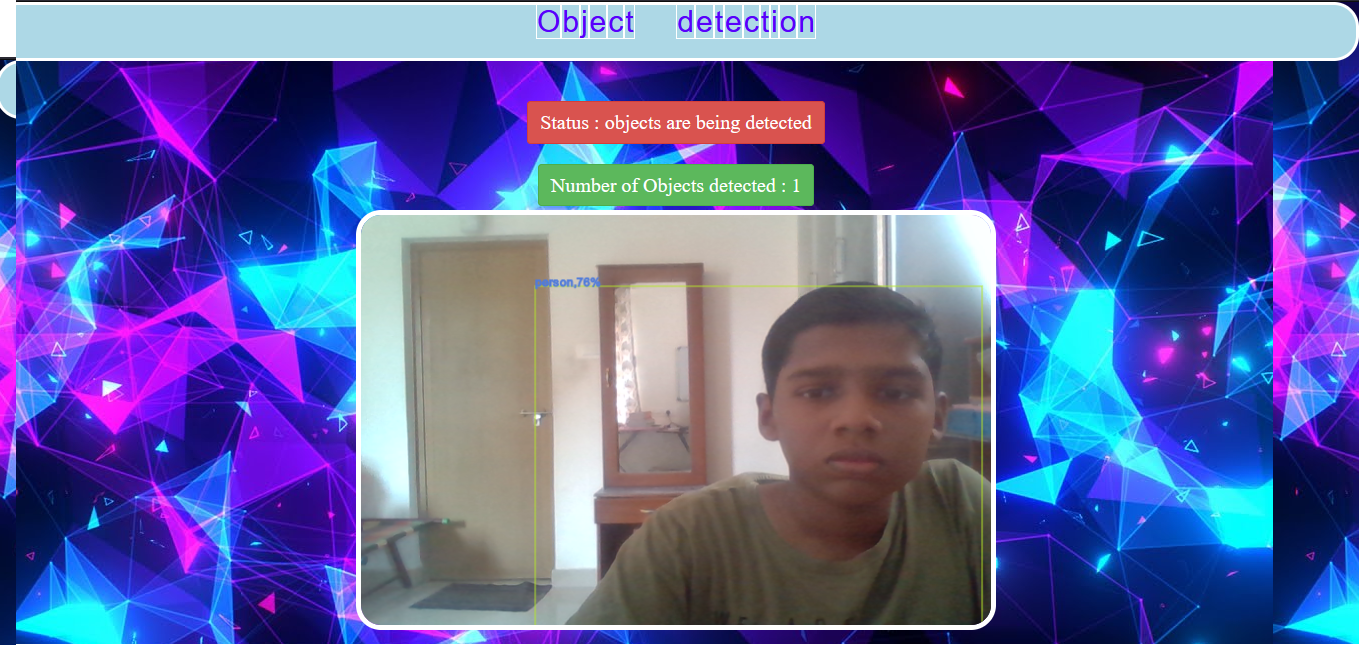 Object detection
Status : objects are being detected
Number of Objects detected : 1
person,76%